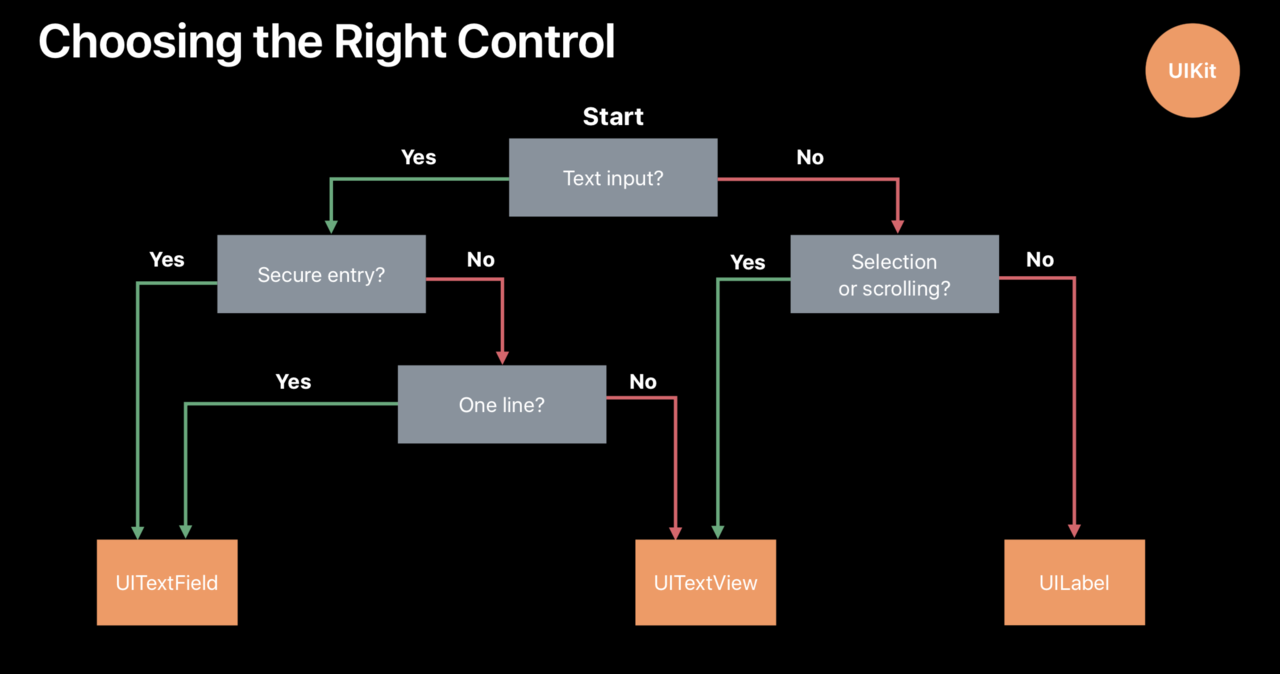 Choosing the Right Control
UIKit
Start
Yes
Text input?
No
Yes
Secure entry?
No
Yes
Selection
or scrolling?
No
Yes
One line?
No
UITextField
UITextView
UILabel